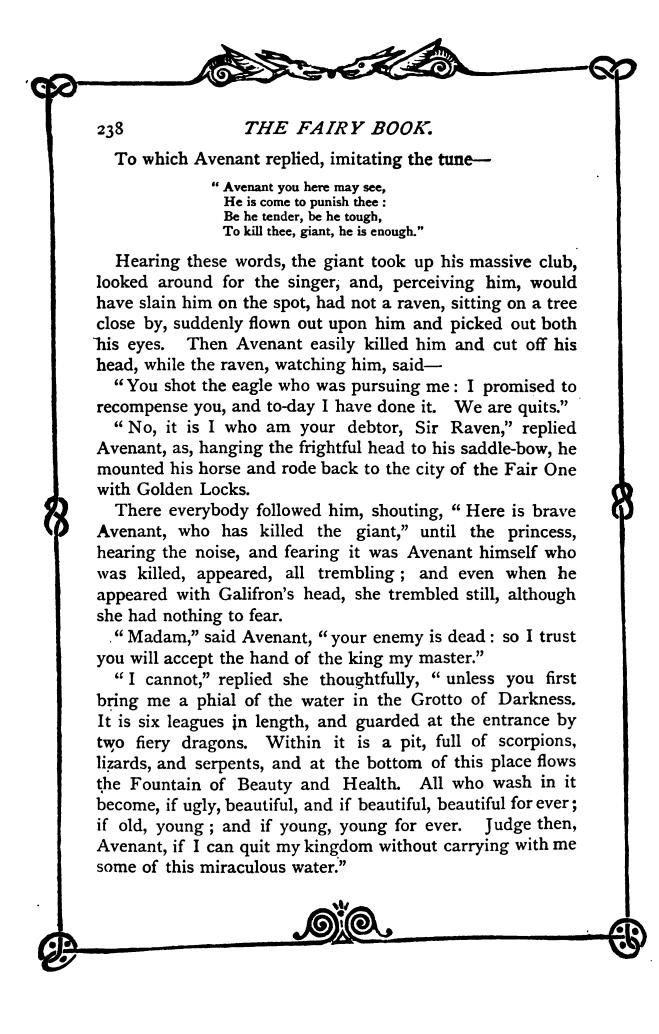 238
THE FAIRY BOOK.
To which Avenant replied, imitating the tune—
“ Avenant you here may see,
He is come to punish thee :
Be he tender, be he tough,
To kill thee, giant, he is enough.”
Hearing these words, the giant took up his massive club,
looked around for the singer, and, perceiving him, would
have slain him on the spot, had not a raven, sitting on a tree
close by, suddenly flown out upon him and picked out both
his eyes. Then Avenant easily killed him and cut off his
head, while the raven, watching him, said—
“ You shot the eagle who was pursuing me : I promised to
recompense you, and to-day I have done it. We are quits.”
“ No, it is I who am your debtor, Sir Raven,” replied
Avenant, as, hanging the frightful head to his saddle-bow, he
mounted his horse and rode back to the city of the Fair One
with Golden Locks.
There everybody followed him, shouting, “ Here is brave
Avenant, who has killed the giant,” until the princess,
hearing the noise, and fearing it was Avenant himself who
was killed, appeared, all trembling ; and even when he
appeared with Galifron’s head, she trembled still, although
she had nothing to fear.
“ Madam,” said Avenant, “ your enemy is dead : so I trust
you will accept the hand of the king my master.”
“ I cannot,” replied she thoughtfully, “ unless you first
bring me a phial of the water in the Grotto of Darkness.
It is six leagues in length, and guarded at the entrance by
two fiery dragons. Within it is a pit, full of scorpions,
lizards, and serpents, and at the bottom of this place flows
the Fountain of Beauty and Health. All who wash in it
become, if ugly, beautiful, and if beautiful, beautiful for ever ;
if old, young ; and if young, young for ever. Judge then,
Avenant, if I can quit my kingdom without carrying with me
some of this miraculous water.”